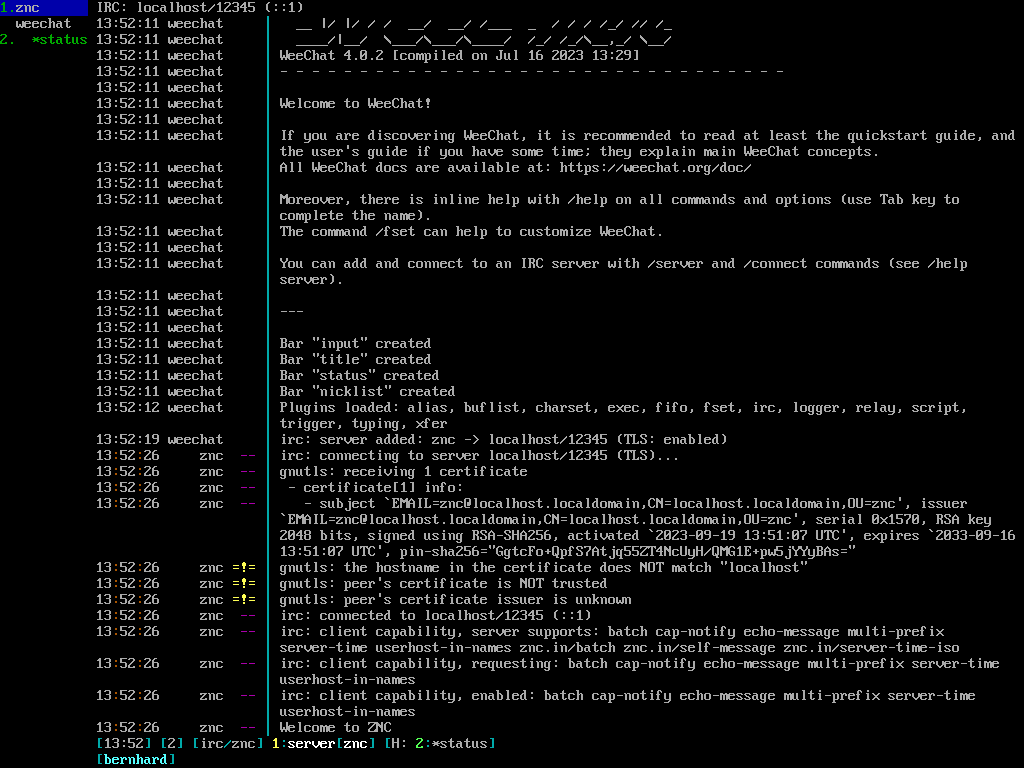 1.znc IRC: localhost/12345 (::1)
weechat 13:52:11 weechat
2. *status 13:52:11 weechat
13:52:11 weechat WeeChat 4.0.2 [compiled on Jul 16 2023 13:29]
13:52:11 weechat - - - - - - - - - - - - - - - - - - - - - - - - - - - - - - - -
13:52:11 weechat
13:52:11 weechat Welcome to WeeChat!
13:52:11 weechat
13:52:11 weechat If you are discovering WeeChat, it is recommended to read at least the quickstart guide, and
the user's guide if you have some time; they explain main WeeChat concepts.
13:52:11 weechat All WeeChat docs are available at: https://weechat.org/doc/
13:52:11 weechat
13:52:11 weechat Moreover, there is inline help with /help on all commands and options (use Tab key to
complete the name).
13:52:11 weechat The command /fset can help to customize WeeChat.
13:52:11 weechat
13:52:11 weechat You can add and connect to an IRC server with /server and /connect commands (see /help
server).
13:52:11 weechat
13:52:11 weechat ---
13:52:11 weechat
13:52:11 weechat Bar "input" created
13:52:11 weechat Bar "title" created
13:52:11 weechat Bar "status" created
13:52:11 weechat Bar "nicklist" created
13:52:12 weechat Plugins loaded: alias, buflist, charset, exec, fifo, fset, irc, logger, relay, script,
trigger, typing, xfer
13:52:19 weechat irc: server added: znc -> localhost/12345 (TLS: enabled)
13:52:26 znc -- irc: connecting to server localhost/12345 (TLS)...
13:52:26 znc -- gnutls: receiving 1 certificate
13:52:26 znc -- - certificate[1] info:
13:52:26 znc -- - subject `EMAIL=znc@localhost.localdomain,CN=localhost.localdomain,OU=znc', issuer
`EMAIL=znc@localhost.localdomain,CN=localhost.localdomain,OU=znc', serial 0x1570, RSA key
2048 bits, signed using RSA-SHA256, activated `2023-09-19 13:51:07 UTC', expires `2033-09-16
13:51:07 UTC', pin-sha256="GgtcFo+QpfS7Atjq55ZT4NcUyH/QMG1E+pw5jYYyBAs="
13:52:26 znc =!= gnutls: the hostname in the certificate does NOT match "localhost"
13:52:26 znc =!= gnutls: peer's certificate is NOT trusted
13:52:26 znc =!= gnutls: peer's certificate issuer is unknown
13:52:26 znc -- irc: connected to localhost/12345 (::1)
13:52:26 znc -- irc: client capability, server supports: batch cap-notify echo-message multi-prefix
server-time userhost-in-names znc.in/batch znc.in/self-message znc.in/server-time-iso
13:52:26 znc -- irc: client capability, requesting: batch cap-notify echo-message multi-prefix server-time
userhost-in-names
13:52:26 znc -- irc: client capability, enabled: batch cap-notify echo-message multi-prefix server-time
userhost-in-names
13:52:26 znc -- Welcome to ZNC
[13:52] [2] [irc/znc] 1:server[znc] [H: 2:*status]
[bernhard]